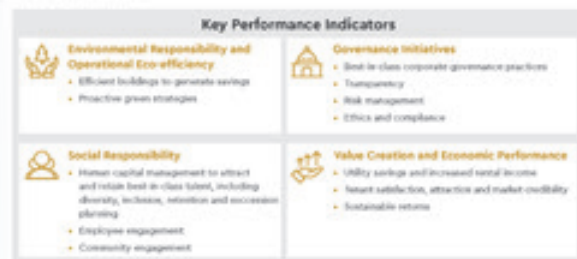 Key Performance Indicators
Environmental Responsibility and
Operational Eco-efficiency
• Efficient buildings to generate savings
• Proactive green strategies
Governance Initiatives
• Best-in-class corporate governance practices
• Transparency
• Risk management
• Ethics and compliance
Social Responsibility
• Human capital management to attract
and retain best-in-class talent, including
diversity, inclusion, retention and succession
planning
• Employee engagement
• Community engagement
Value Creation and Economic Performance
• Utility savings and increased rental income
• Tenant satisfaction, attraction and market credibility
• Sustainable returns